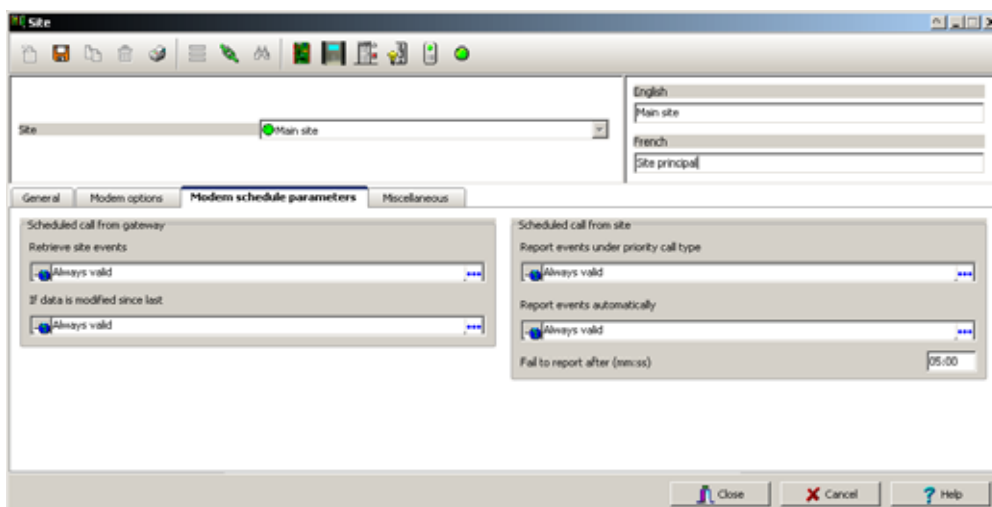 Site
English
Main site
Site
Main site
French
Site principal
General
Modem options
Modem schedule parameters
Miscellaneous
Scheduled call from gateway
Retrieve site events
Always valid
If data is modified since last
Always valid
Scheduled call from site
Report events under priority call type
Always valid
Report events automatically
Always valid
Fail to report after (mm:ss)
05:00
Close
Cancel
Help